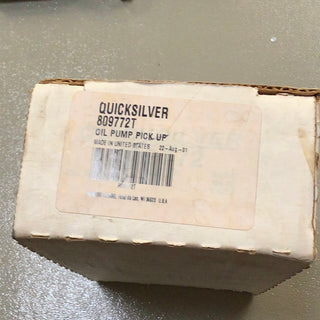 QUICKSILVER
809772T
OIL PUMP PICK UP
MADE IN UNITED STATES 22-Aug-01